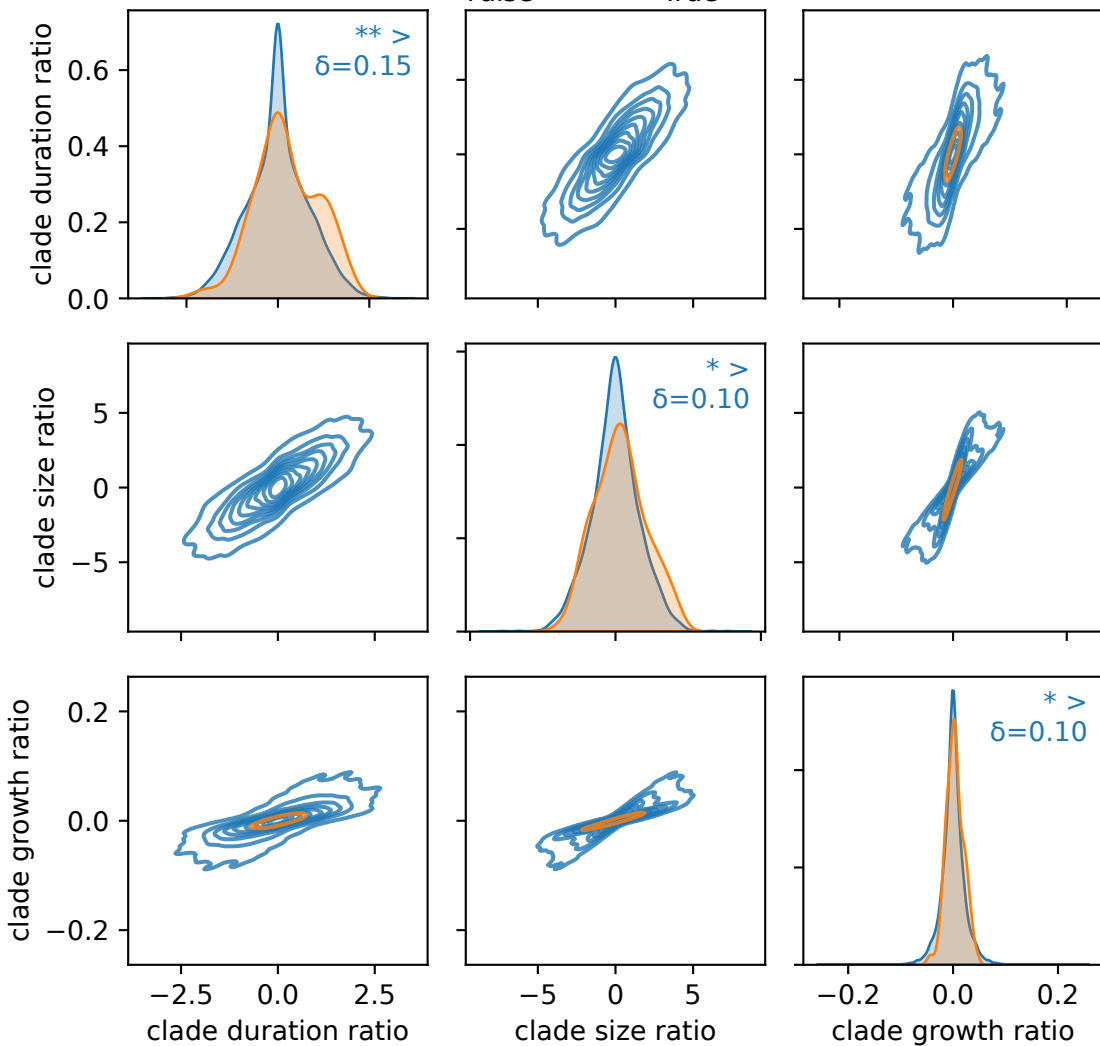 clade duration ratio
0.6
0.4
0.2
0.0
** >
δ=0.15
clade size ratio
5
0
−5
* >
δ=0.10
clade growth ratio
0.2
0.0
−0.2
* >
δ=0.10
−2.5 0.0 2.5
−5 0 5
−0.2 0.0 0.2
clade duration ratio
clade size ratio
clade growth ratio